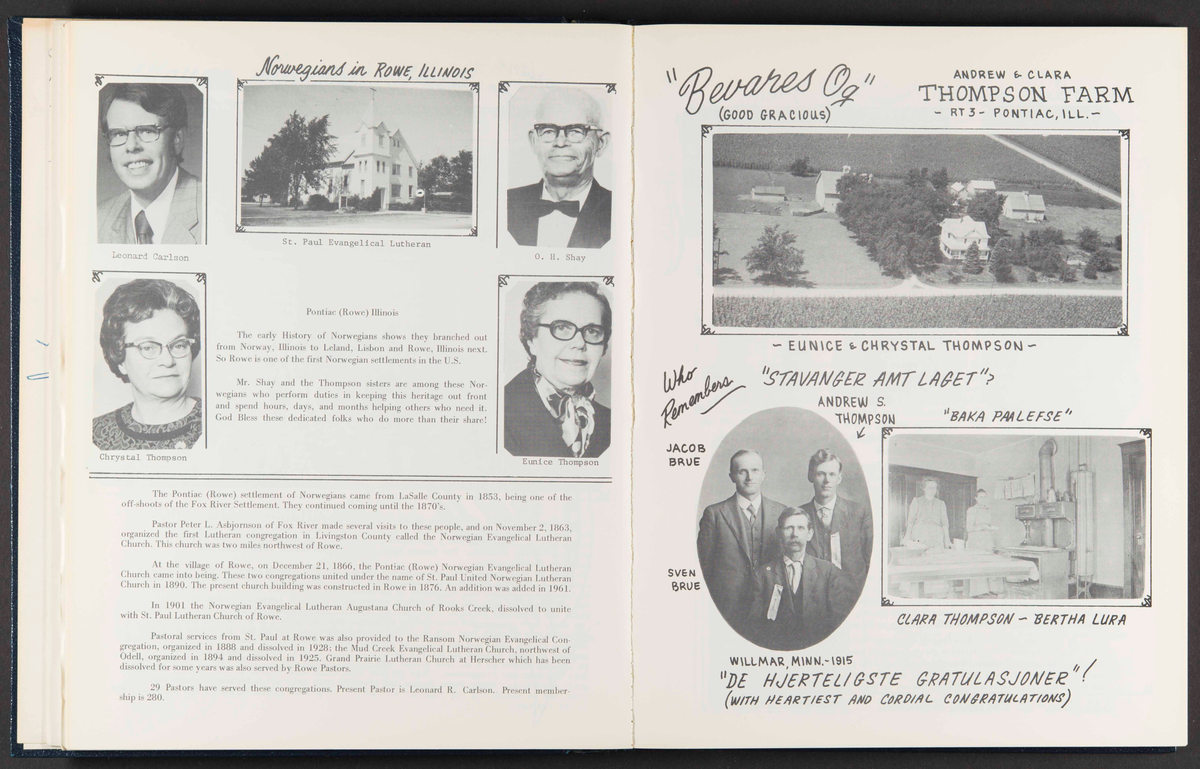 Norwegians in ROWE, ILLINOIS
Leonard Carlson
St. Paul Evangelical Lutheran
O. H. Shay
Pontiac (Rowe) Illinois
The early History of Norwegians shows they branched out
from Norway, Illinois to Leland, Lisbon and Rowe, Illinois next.
So Rowe is one of the first Norwegian settlements in the U.S.
Mr. Shay and the Thompson sisters are among these Nor-
wegians who perform duties in keeping this heritage out front
and spend hours, days, and months helping others who need it.
God Bless these dedicated folks who do more than their share!
Chrystal Thompson
Eunice Thompson
The Pontiac (Rowe) settlement of Norwegians came from LaSalle County in 1853, being one of the
off-shoots of the Fox River Settlement. They continued coming until the 1870's.
Pastor Peter L. Asbjornson of Fox River made several visits to these people, and on November 2, 1863,
organized the first Lutheran congregation in Livingston County called the Norwegian Evangelical Lutheran
Church. This church was two miles northwest of Rowe.
At the village of Rowe, on December 21, 1866, the Pontiac (Rowe) Norwegian Evangelical Lutheran
Church came into being. These two congregations united under the name of St. Paul United Norwegian Lutheran
Church in 1890. The present church building was constructed in Rowe in 1876. An addition was added in 1961.
In 1901 the Norwegian Evangelical Lutheran Augustana Church of Rooks Creek, dissolved to unite
with St. Paul Lutheran Church of Rowe.
Pastoral services from St. Paul at Rowe was also provided to the Ransom Norwegian Evangelical Con-
gregation, organized in 1888 and dissolved in 1928; the Mud Creek Evangelical Lutheran Church, northwest of
Odell, organized in 1894 and dissolved in 1925. Grand Prairie Lutheran Church at Herscher which has been
dissolved for some years was also served by Rowe Pastors.
29 Pastors have served these congregations. Present Pastor is Leonard R. Carlson. Present member-
ship is 280.
"Bevares Og"
(GOOD GRACIOUS)
ANDREW & CLARA
THOMPSON FARM
- RT 3 - PONTIAC, ILL. -
- EUNICE & CHRYSTAL THOMPSON -
Who
Remembers
"STAVANGER AMT LAGET"?
ANDREW S.
THOMPSON
"BAKA PAALEFSE"
JACOB
BRUE
SVEN
BRUE
CLARA THOMPSON - BERTHA LURA
WILLMAR, MINN. - 1915
"DE HJERTELIGSTE GRATULASJONER"!
(WITH HEARTIEST AND CORDIAL CONGRATULATIONS)